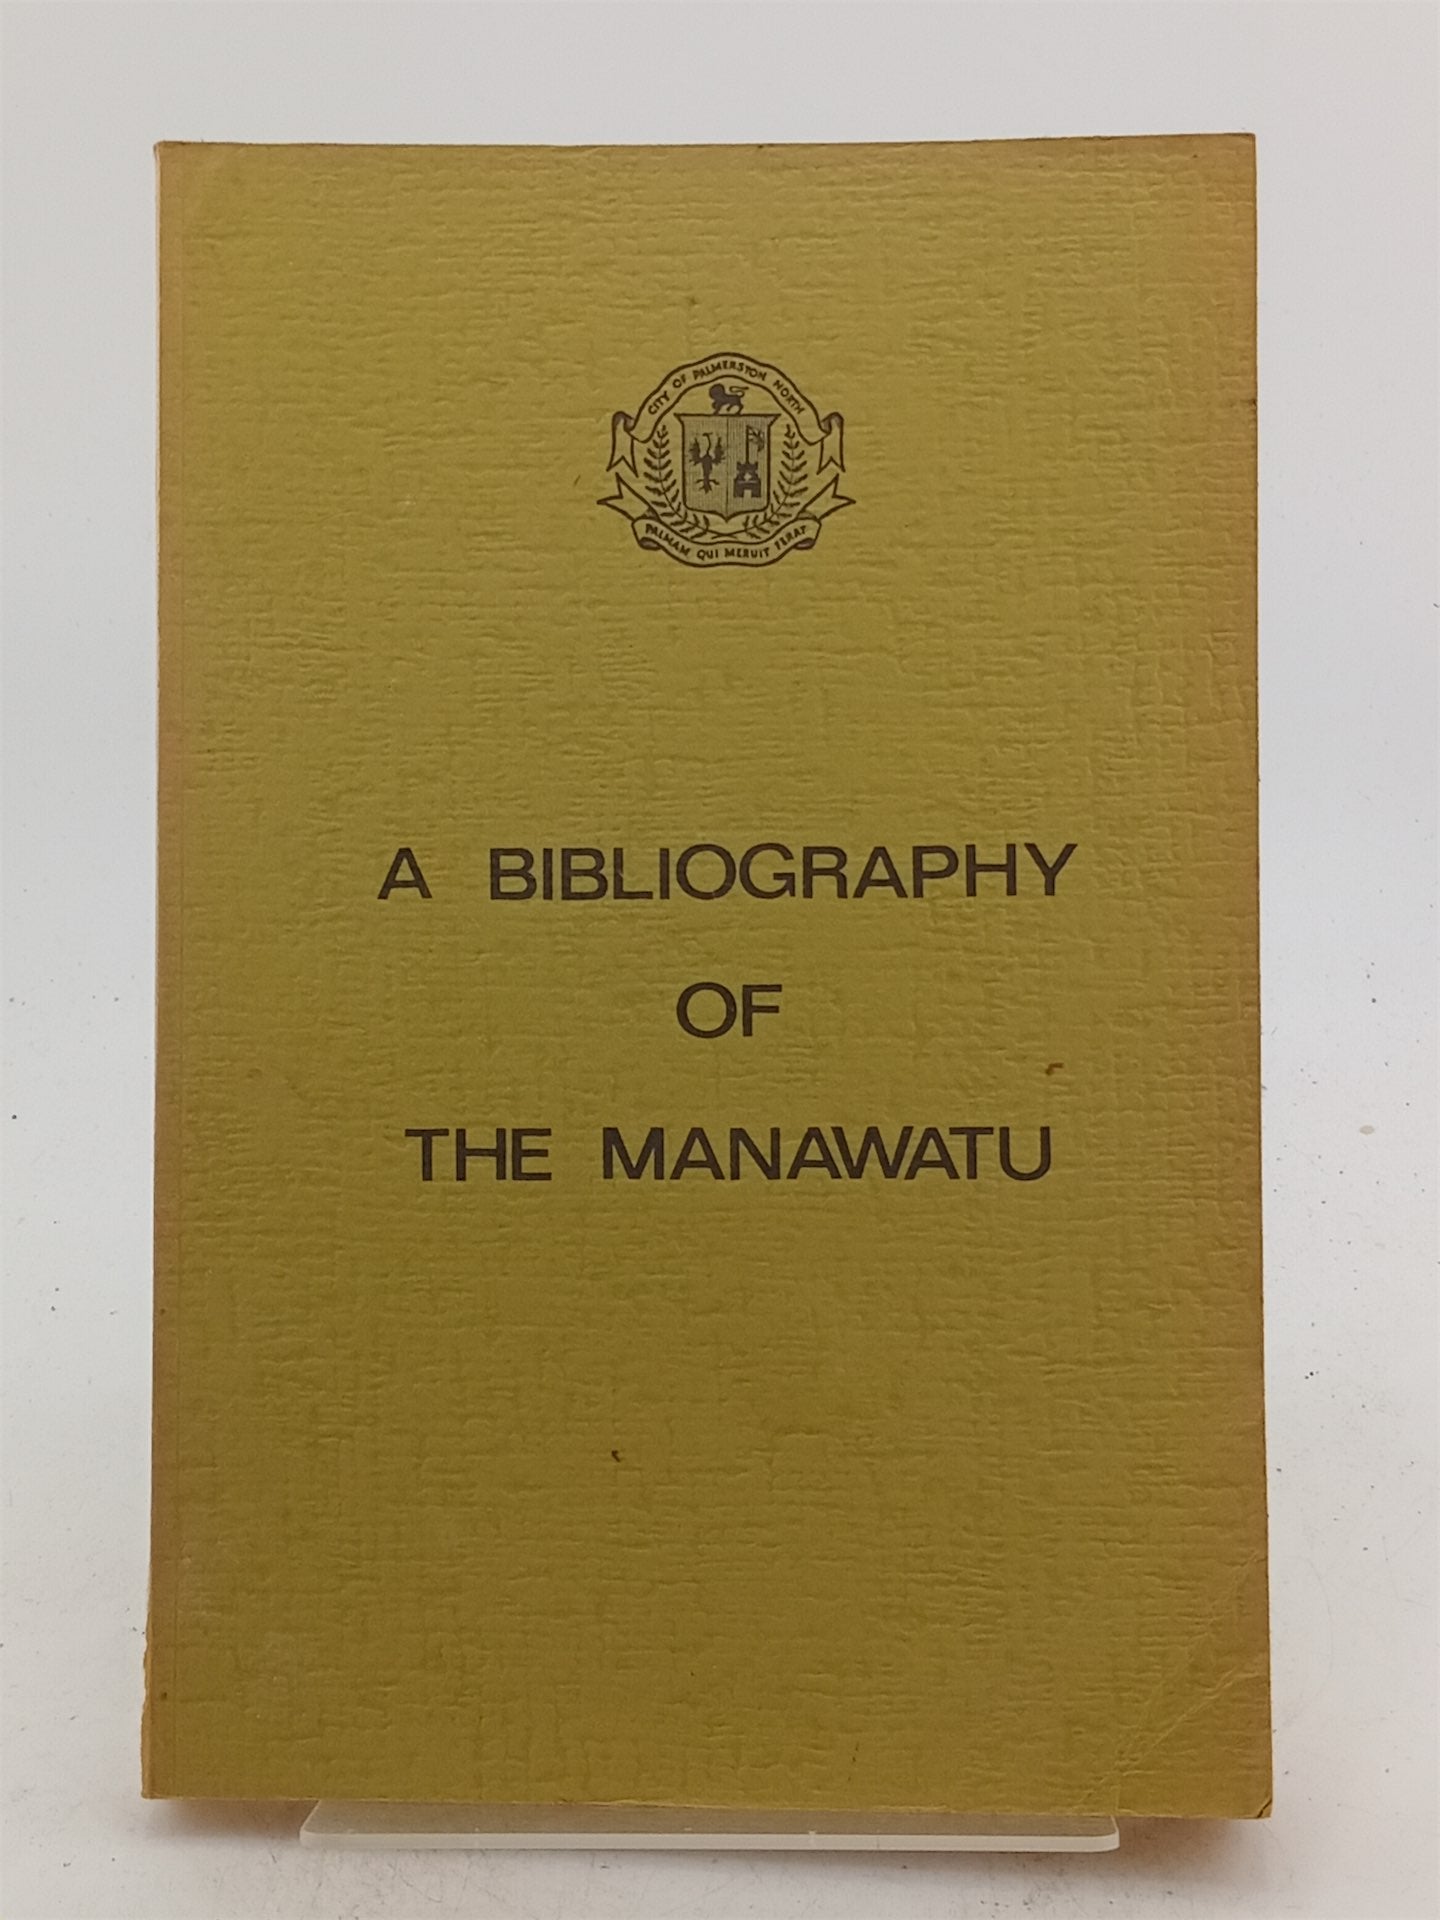 CITY OF PALMERSTON NORTH
PALMAM QUI MERUIT FERAT
A BIBLIOGRAPHY
OF
THE MANAWATU